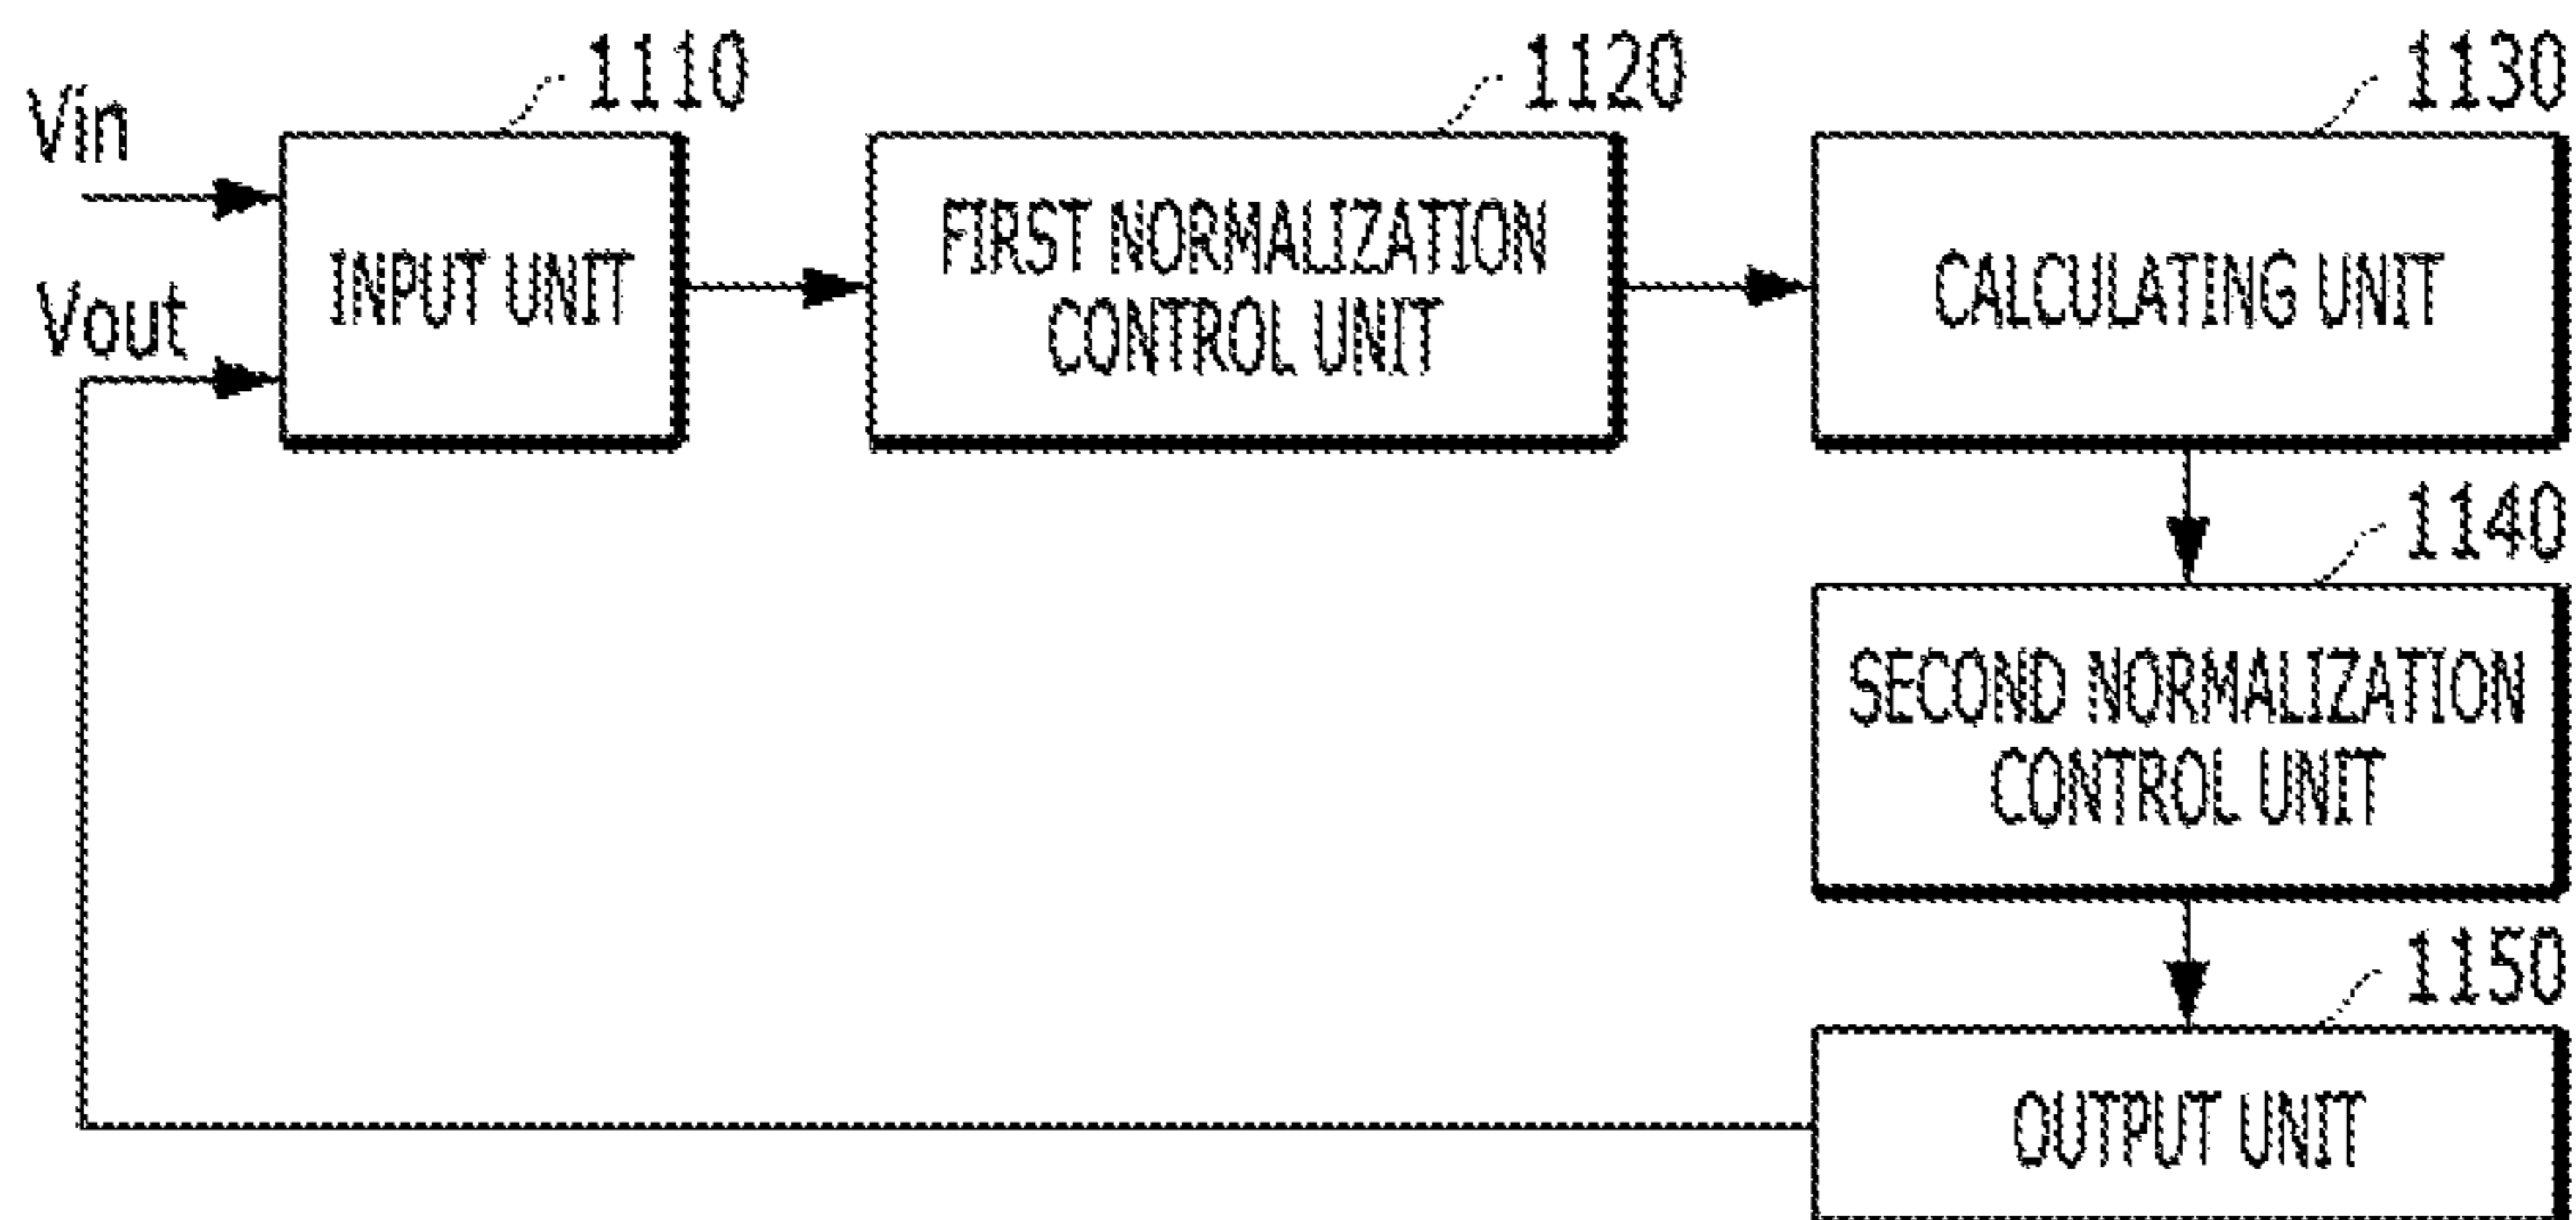 1110
1120
1130
Vin
Vout
INPUT UNIT
FIRST NORMALIZATION
CONTROL UNIT
CALCULATING UNIT
1140
SECOND NORMALIZATION
CONTROL UNIT
1150
OUTPUT UNIT